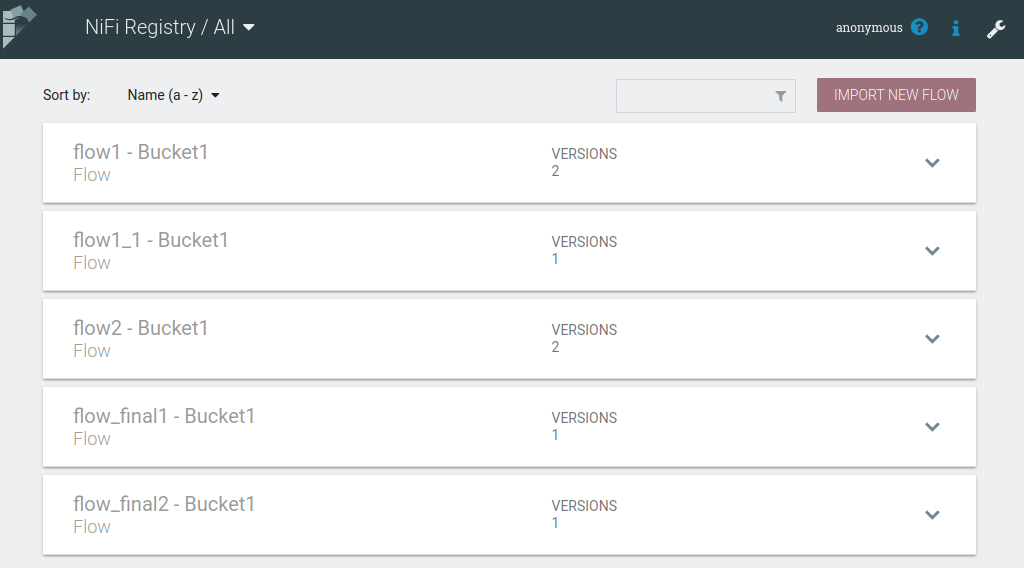 NiFi Registry / All
anonymous
Sort by: Name (a - z)
IMPORT NEW FLOW
flow1 - Bucket1
Flow
VERSIONS
2
flow1_1 - Bucket1
Flow
VERSIONS
1
flow2 - Bucket1
Flow
VERSIONS
2
flow_final1 - Bucket1
Flow
VERSIONS
1
flow_final2 - Bucket1
Flow
VERSIONS
1